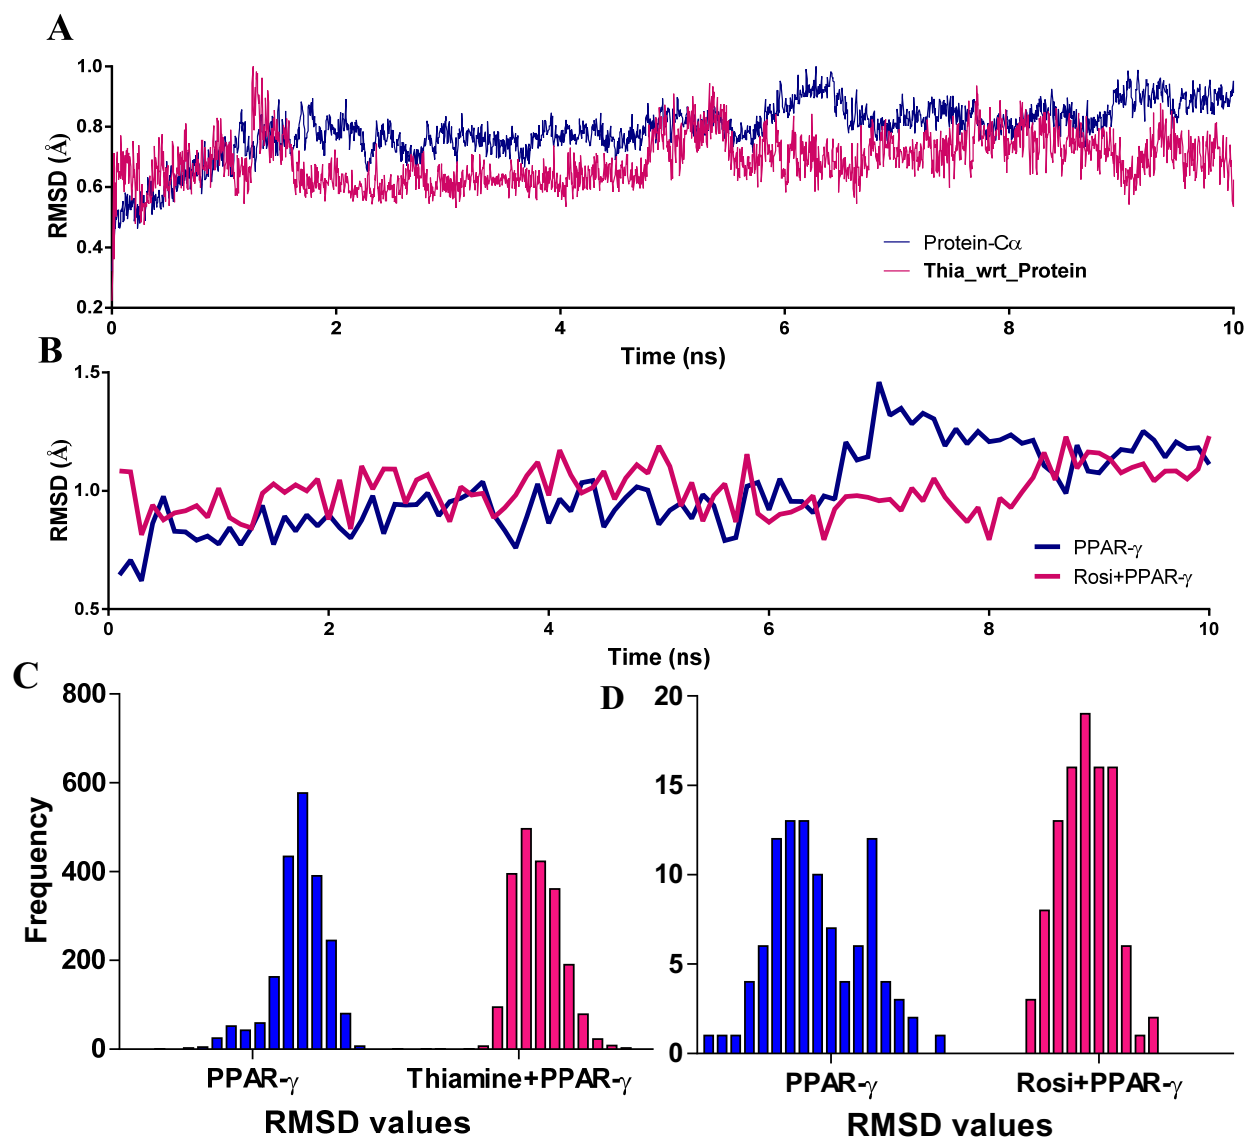 A
1.0
0.8
0.6
0.4
0.2
RMSD (Å)
Protein-Cα
Thia_wrt_Protein
0 2 4 6 8 10
Time (ns)
B
1.5
1.0
0.5
RMSD (Å)
PPAR-γ
Rosi+PPAR-γ
0 2 4 6 8 10
Time (ns)
C
800
600
400
200
0
Frequency
PPAR-γ Thiamine+PPAR-γ
RMSD values
D
20
15
10
5
0
PPAR-γ Rosi+PPAR-γ
RMSD values